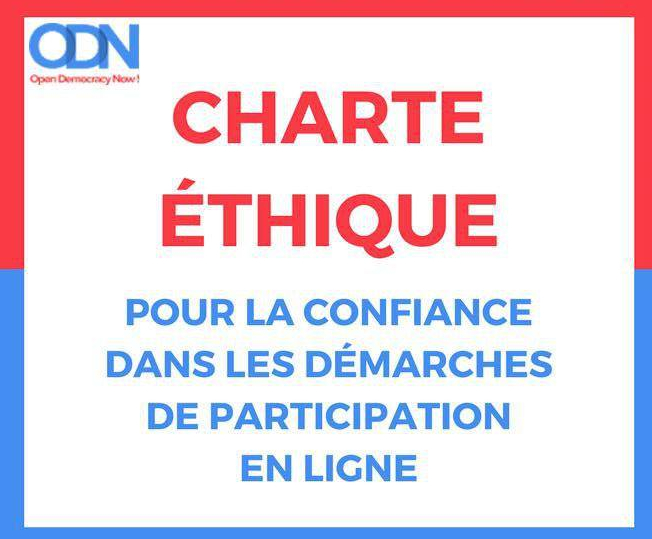 ODN
Open Democracy Now!
CHARTE
ÉTHIQUE
POUR LA CONFIANCE
DANS LES DÉMARCHES
DE PARTICIPATION
EN LIGNE